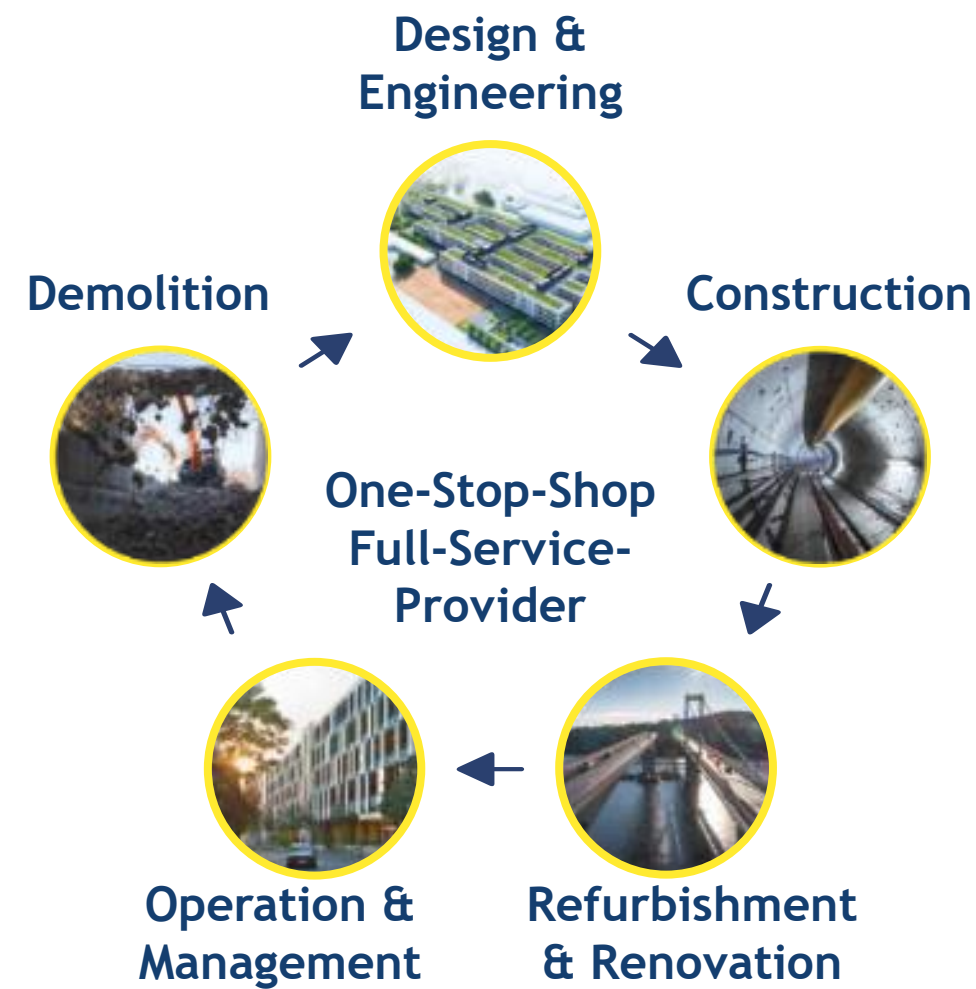 Design &
Engineering
Demolition
Construction
One-Stop-Shop
Full-Service-
Provider
Operation &
Management
Refurbishment
& Renovation